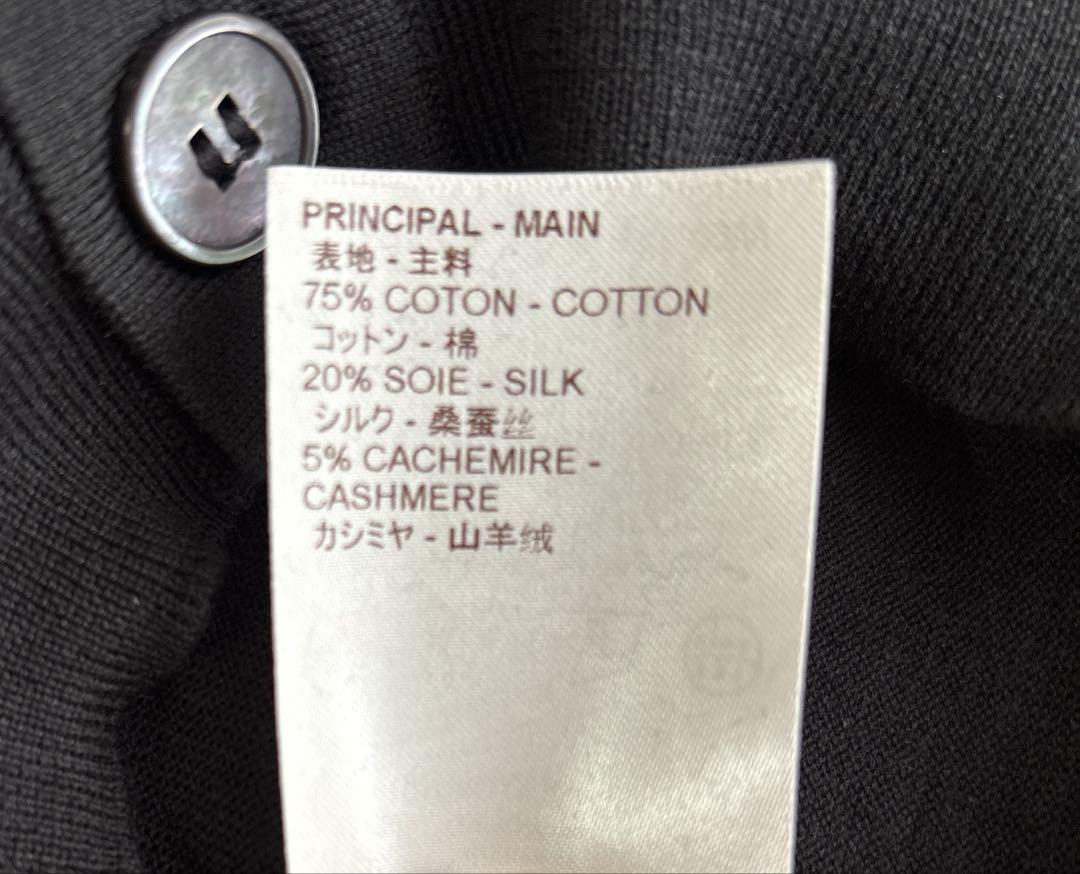 PRINCIPAL - MAIN
表地 - 主料
75% COTON - COTTON
コットン - 棉
20% SOIE - SILK
シルク - 桑蚕丝
5% CACHEMIRE -
CASHMERE
カシミヤ - 山羊绒